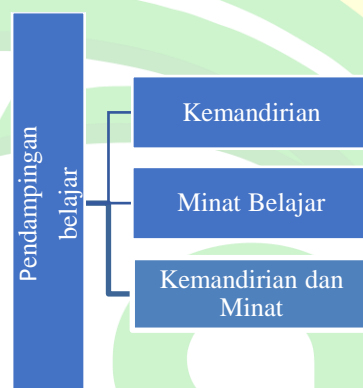 Pendampingan
belajar
Kemandirian
Minat Belajar
Kemandirian dan
Minat